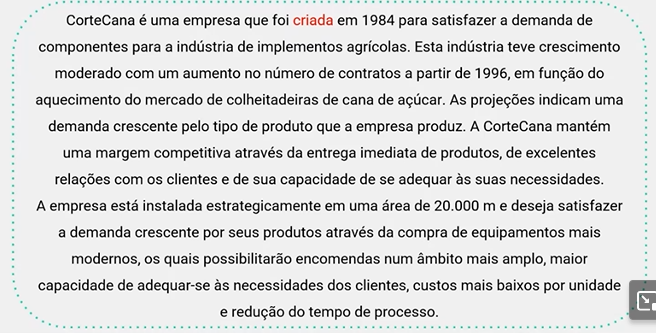 CorteCana é uma empresa que foi criada em 1984 para satisfazer a demanda de
componentes para a indústria de implementos agrícolas. Esta indústria teve crescimento
moderado com um aumento no número de contratos a partir de 1996, em função do
aquecimento do mercado de colheitadeiras de cana de açúcar. As projeções indicam uma
demanda crescente pelo tipo de produto que a empresa produz. A CorteCana mantém
uma margem competitiva através da entrega imediata de produtos, de excelentes
relações com os clientes e de sua capacidade de se adequar às suas necessidades.
A empresa está instalada estrategicamente em uma área de 20.000 m e deseja satisfazer
a demanda crescente por seus produtos através da compra de equipamentos mais
modernos, os quais possibilitarão encomendas num âmbito mais amplo, maior
capacidade de adequar-se às necessidades dos clientes, custos mais baixos por unidade
e redução do tempo de processo.